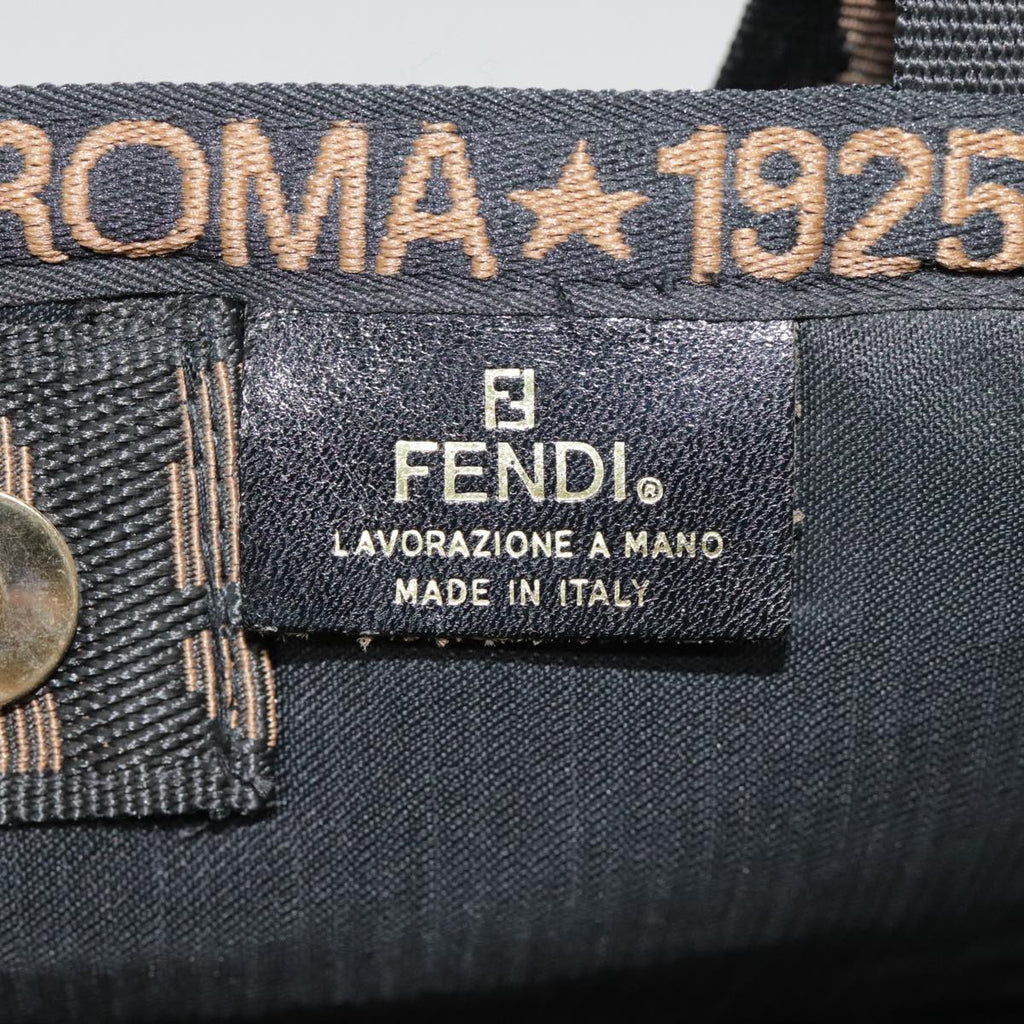 ROMA★1925
FENDI®
LAVORAZIONE A MANO
MADE IN ITALY